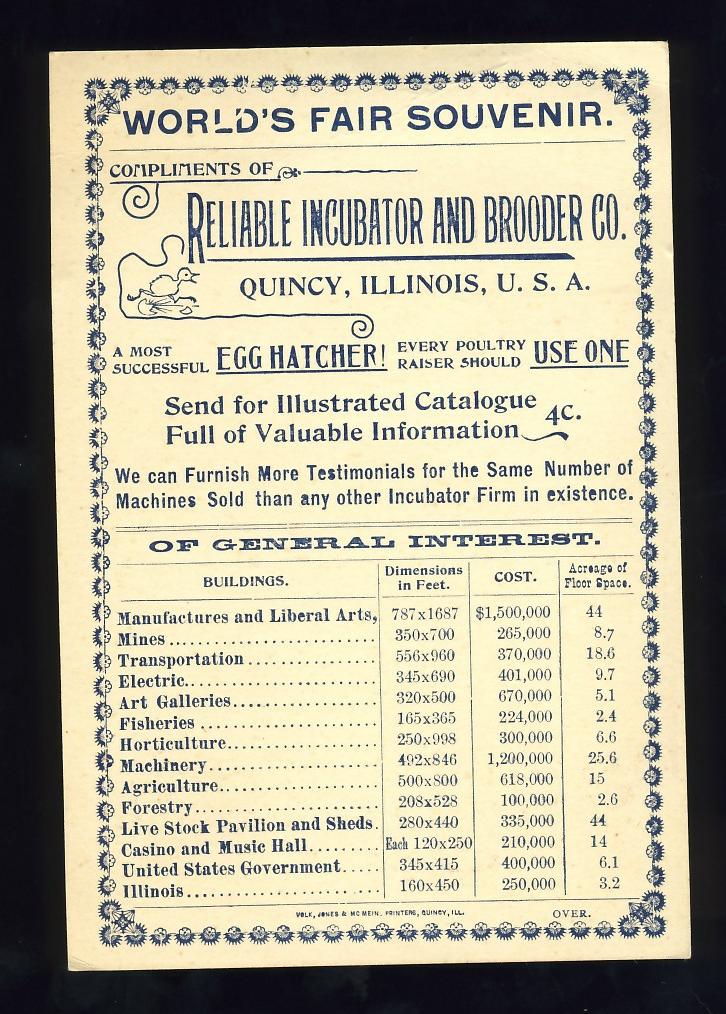 WORLD'S FAIR SOUVENIR.
COMPLIMENTS OF
RELIABLE INCUBATOR AND BROODER CO.
QUINCY, ILLINOIS, U. S. A.
A MOST SUCCESSFUL EGG HATCHER! EVERY POULTRY RAISER SHOULD USE ONE
Send for Illustrated Catalogue
Full of Valuable Information 4C.
We can Furnish More Testimonials for the Same Number of
Machines Sold than any other Incubator Firm in existence.
OF GENERAL INTEREST.
BUILDINGS. Dimensions in Feet. COST. Acreage of Floor Space.
Manufactures and Liberal Arts, 787x1687 $1,500,000 44
Mines 350x700 265,000 8.7
Transportation 556x960 370,000 18.6
Electric 345x690 401,000 9.7
Art Galleries 320x500 670,000 5.1
Fisheries 165x365 224,000 2.4
Horticulture 250x998 300,000 6.6
Machinery 492x846 1,200,000 25.6
Agriculture 500x800 618,000 15
Forestry 208x528 100,000 2.6
Live Stock Pavilion and Sheds. 280x440 335,000 44
Casino and Music Hall Each 120x250 210,000 14
United States Government 345x415 400,000 6.1
Illinois 160x450 250,000 3.2
VOLK, JONES & MC MEIN, PRINTERS, QUINCY, ILL. OVER.